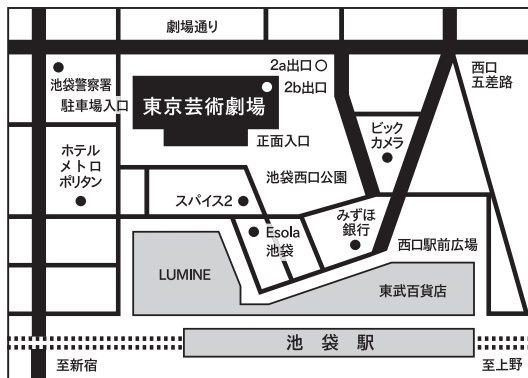 劇場通り
2a出口
西口
五差路
池袋警察署
2b出口
駐車場入口
東京芸術劇場
正面入口
ビック
カメラ
ホテル
メトロ
ポリタン
池袋西口公園
スパイス2
みずほ
銀行
Esola
池袋
西口駅前広場
LUMINE
東武百貨店
池袋駅
至新宿
至上野